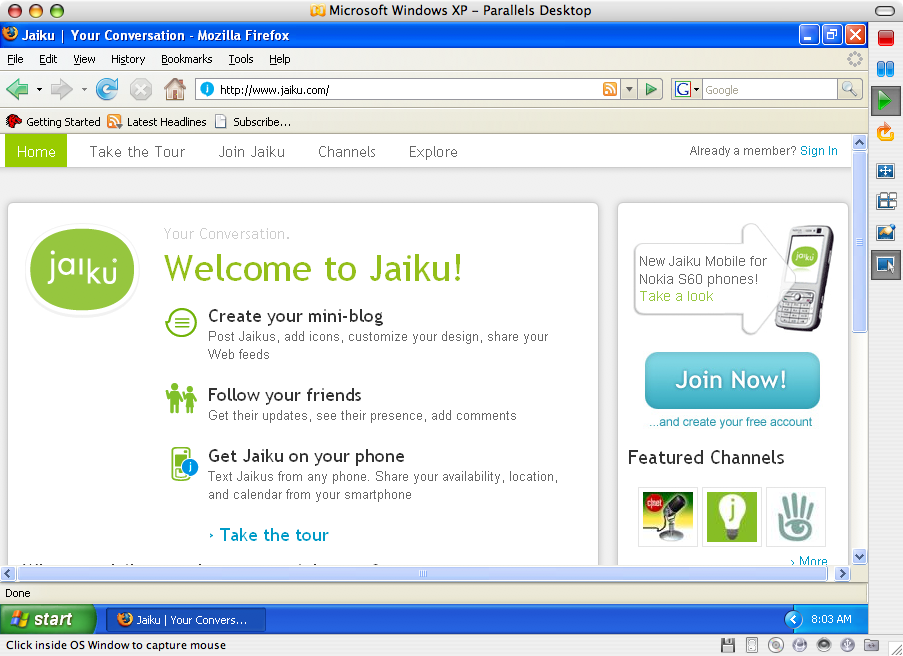 Microsoft Windows XP – Parallels Desktop
Jaiku | Your Conversation - Mozilla Firefox
File Edit View History Bookmarks Tools Help
http://www.jaiku.com/
G
Google
Getting Started Latest Headlines Subscribe...
Home Take the Tour Join Jaiku Channels Explore Already a member? Sign In
jaiku
Your Conversation.
Welcome to Jaiku!
Create your mini-blog
Post Jaikus, add icons, customize your design, share your
Web feeds
Follow your friends
Get their updates, see their presence, add comments
Get Jaiku on your phone
Text Jaikus from any phone. Share your availability, location,
and calendar from your smartphone
› Take the tour
New Jaiku Mobile for
Nokia S60 phones!
Take a look
jaiku
Join Now!
...and create your free account
Featured Channels
c|net
j
› More
Done
start Jaiku | Your Convers... 8:03 AM
Click inside OS Window to capture mouse